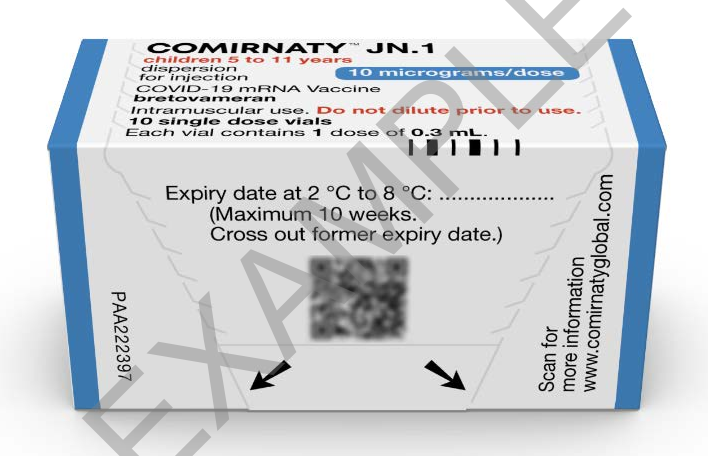 COMIRNATY™ JN.1
children 5 to 11 years
dispersion
for injection
10 micrograms/dose
COVID-19 mRNA Vaccine
bretovameran
Intramuscular use. Do not dilute prior to use.
10 single dose vials
Each vial contains 1 dose of 0.3 mL.
Expiry date at 2 °C to 8 °C: ...................
(Maximum 10 weeks.
Cross out former expiry date.)
PAA222397
Scan for
more information
www.comirnatyglobal.com
EXAMPLE